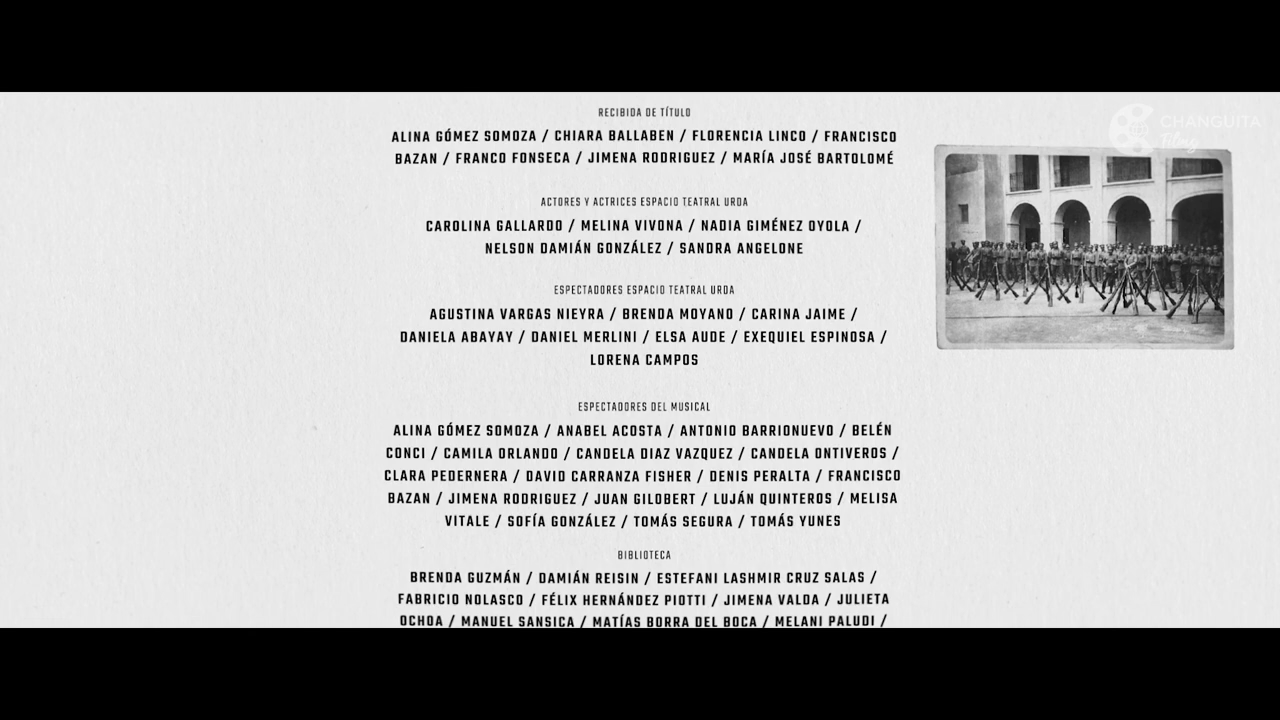 RECIBIDA DE TÍTULO
ALINA GÓMEZ SOMOZA / CHIARA BALLABEN / FLORENCIA LINCO / FRANCISCO
BAZAN / FRANCO FONSECA / JIMENA RODRIGUEZ / MARÍA JOSÉ BARTOLOMÉ
ACTORES Y ACTRICES ESPACIO TEATRAL URDA
CAROLINA GALLARDO / MELINA VIVONA / NADIA GIMÉNEZ OYOLA /
NELSON DAMIÁN GONZÁLEZ / SANDRA ANGELONE
ESPECTADORES ESPACIO TEATRAL URDA
AGUSTINA VARGAS NIEYRA / BRENDA MOYANO / CARINA JAIME /
DANIELA ABAYAY / DANIEL MERLINI / ELSA AUDE / EXEQUIEL ESPINOSA /
LORENA CAMPOS
ESPECTADORES DEL MUSICAL
ALINA GÓMEZ SOMOZA / ANABEL ACOSTA / ANTONIO BARRIONUEVO / BELÉN
CONCI / CAMILA ORLANDO / CANDELA DIAZ VAZQUEZ / CANDELA ONTIVEROS /
CLARA PEDERNERA / DAVID CARRANZA FISHER / DENIS PERALTA / FRANCISCO
BAZAN / JIMENA RODRIGUEZ / JUAN GILOBERT / LUJÁN QUINTEROS / MELISA
VITALE / SOFÍA GONZÁLEZ / TOMÁS SEGURA / TOMÁS YUNES
BIBLIOTECA
BRENDA GUZMÁN / DAMIÁN REISIN / ESTEFANI LASHMIR CRUZ SALAS /
FABRICIO NOLASCO / FÉLIX HERNÁNDEZ PIOTTI / JIMENA VALDA / JULIETA
OCHOA / MANUEL SANSICA / MATÍAS BORRA DEL BOCA / MELANI PALUDI /
CHANGUITA
Films